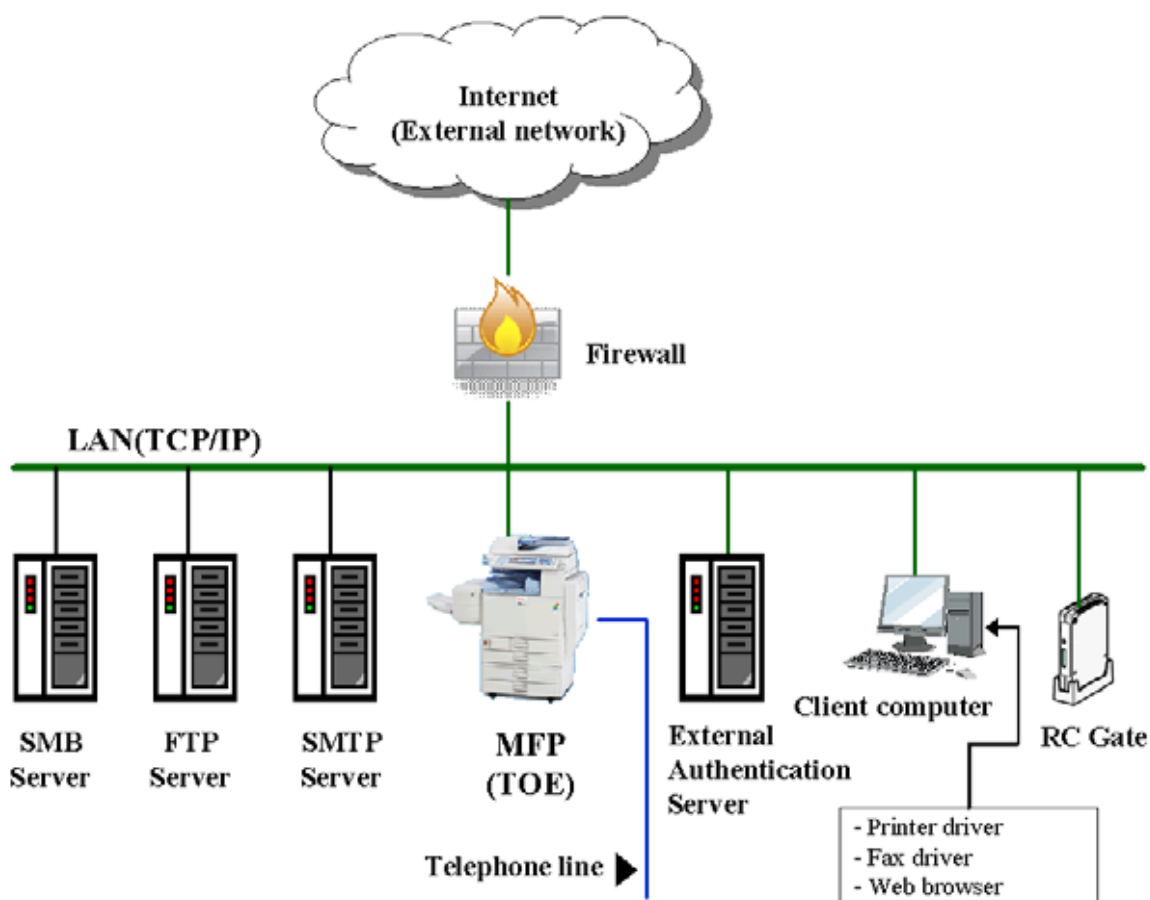 Internet
(External network)
Firewall
LAN(TCP/IP)
SMB
Server
FTP
Server
SMTP
Server
MFP
(TOE)
External
Authentication
Server
Client computer
RC Gate
Telephone line
- Printer driver
- Fax driver
- Web browser